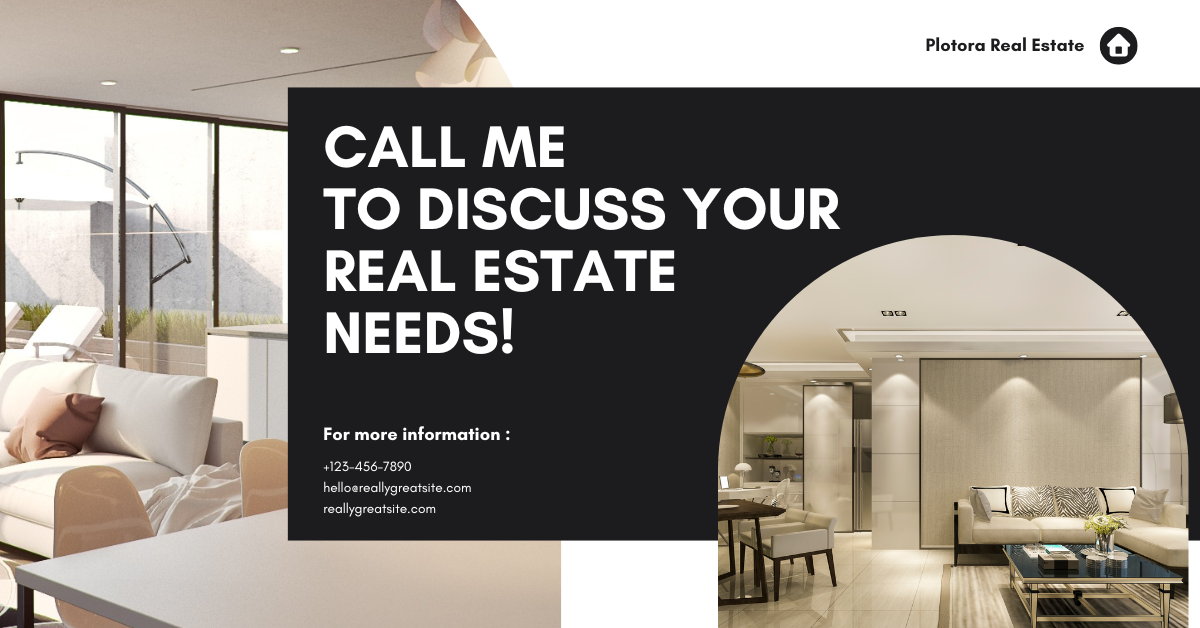 Plotora Real Estate
CALL ME
TO DISCUSS YOUR
REAL ESTATE
NEEDS!
For more information :
+123-456-7890
hello@reallygreatsite.com
reallygreatsite.com